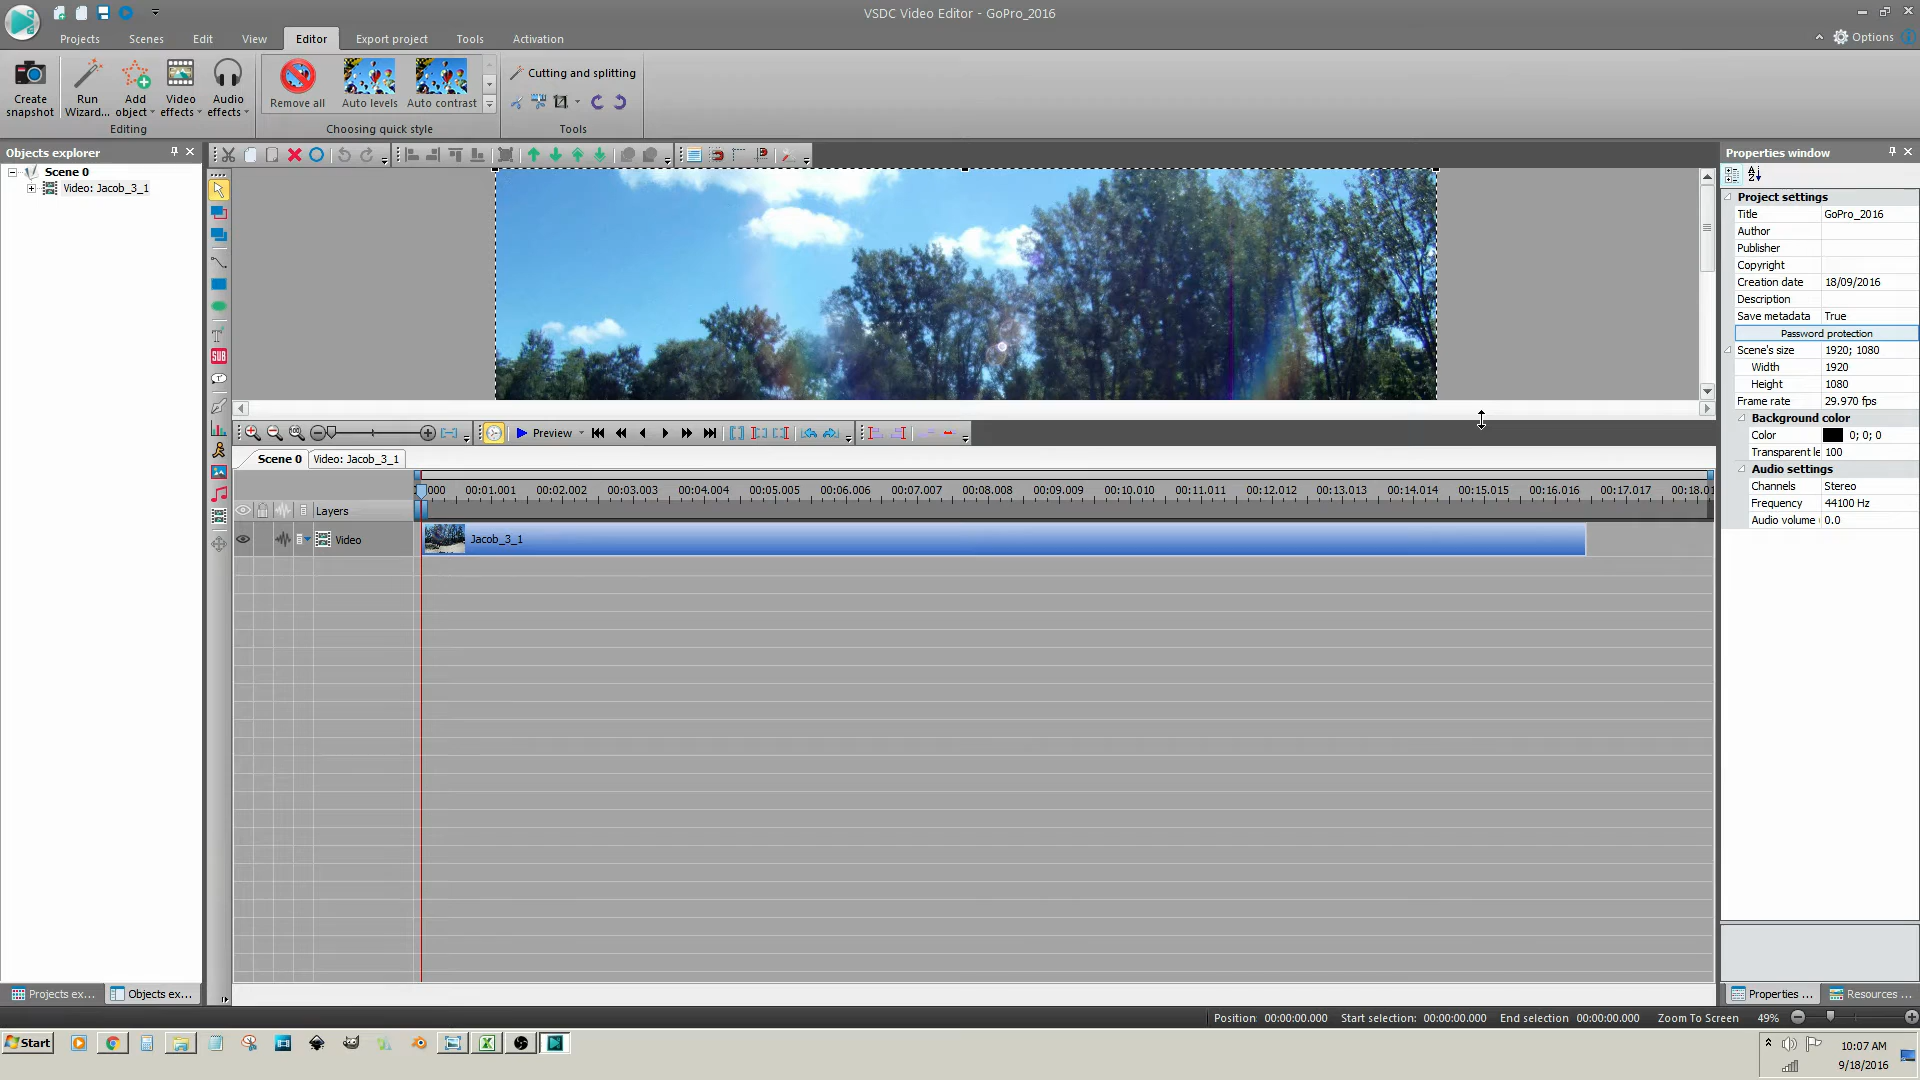 VSDC Video Editor - GoPro_2016
Projects
Scenes
Edit
View
Editor
Export project
Tools
Activation
Options
Create snapshot
Run Wizard...
Add object
Video effects
Audio effects
Editing
Remove all
Auto levels
Auto contrast
Choosing quick style
Cutting and splitting
Tools
Objects explorer
Scene 0
Video: Jacob_3_1
SUB
Preview
Scene 0
Video: Jacob_3_1
000 00:01.001 00:02.002 00:03.003 00:04.004 00:05.005 00:06.006 00:07.007 00:08.008 00:09.009 00:10.010 00:11.011 00:12.012 00:13.013 00:14.014 00:15.015 00:16.016 00:17.017 00:18.01
Layers
Video
Jacob_3_1
Properties window
Project settings
Title GoPro_2016
Author
Publisher
Copyright
Creation date 18/09/2016
Description
Save metadata True
Password protection
Scene's size 1920; 1080
Width 1920
Height 1080
Frame rate 29.970 fps
Background color
Color 0; 0; 0
Transparent le 100
Audio settings
Channels Stereo
Frequency 44100 Hz
Audio volume 0.0
Projects ex...
Objects ex...
Properties ...
Resources ...
Position: 00:00:00.000 Start selection: 00:00:00.000 End selection 00:00:00.000 Zoom To Screen 49%
Start
10:07 AM
9/18/2016